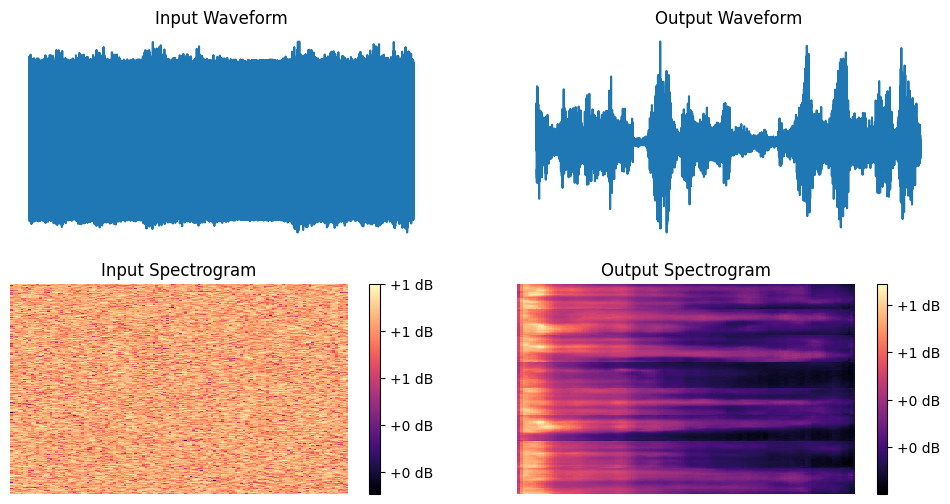 Input Waveform
Output Waveform
Input Spectrogram
+1 dB
+1 dB
+1 dB
+0 dB
+0 dB
Output Spectrogram
+1 dB
+1 dB
+0 dB
+0 dB